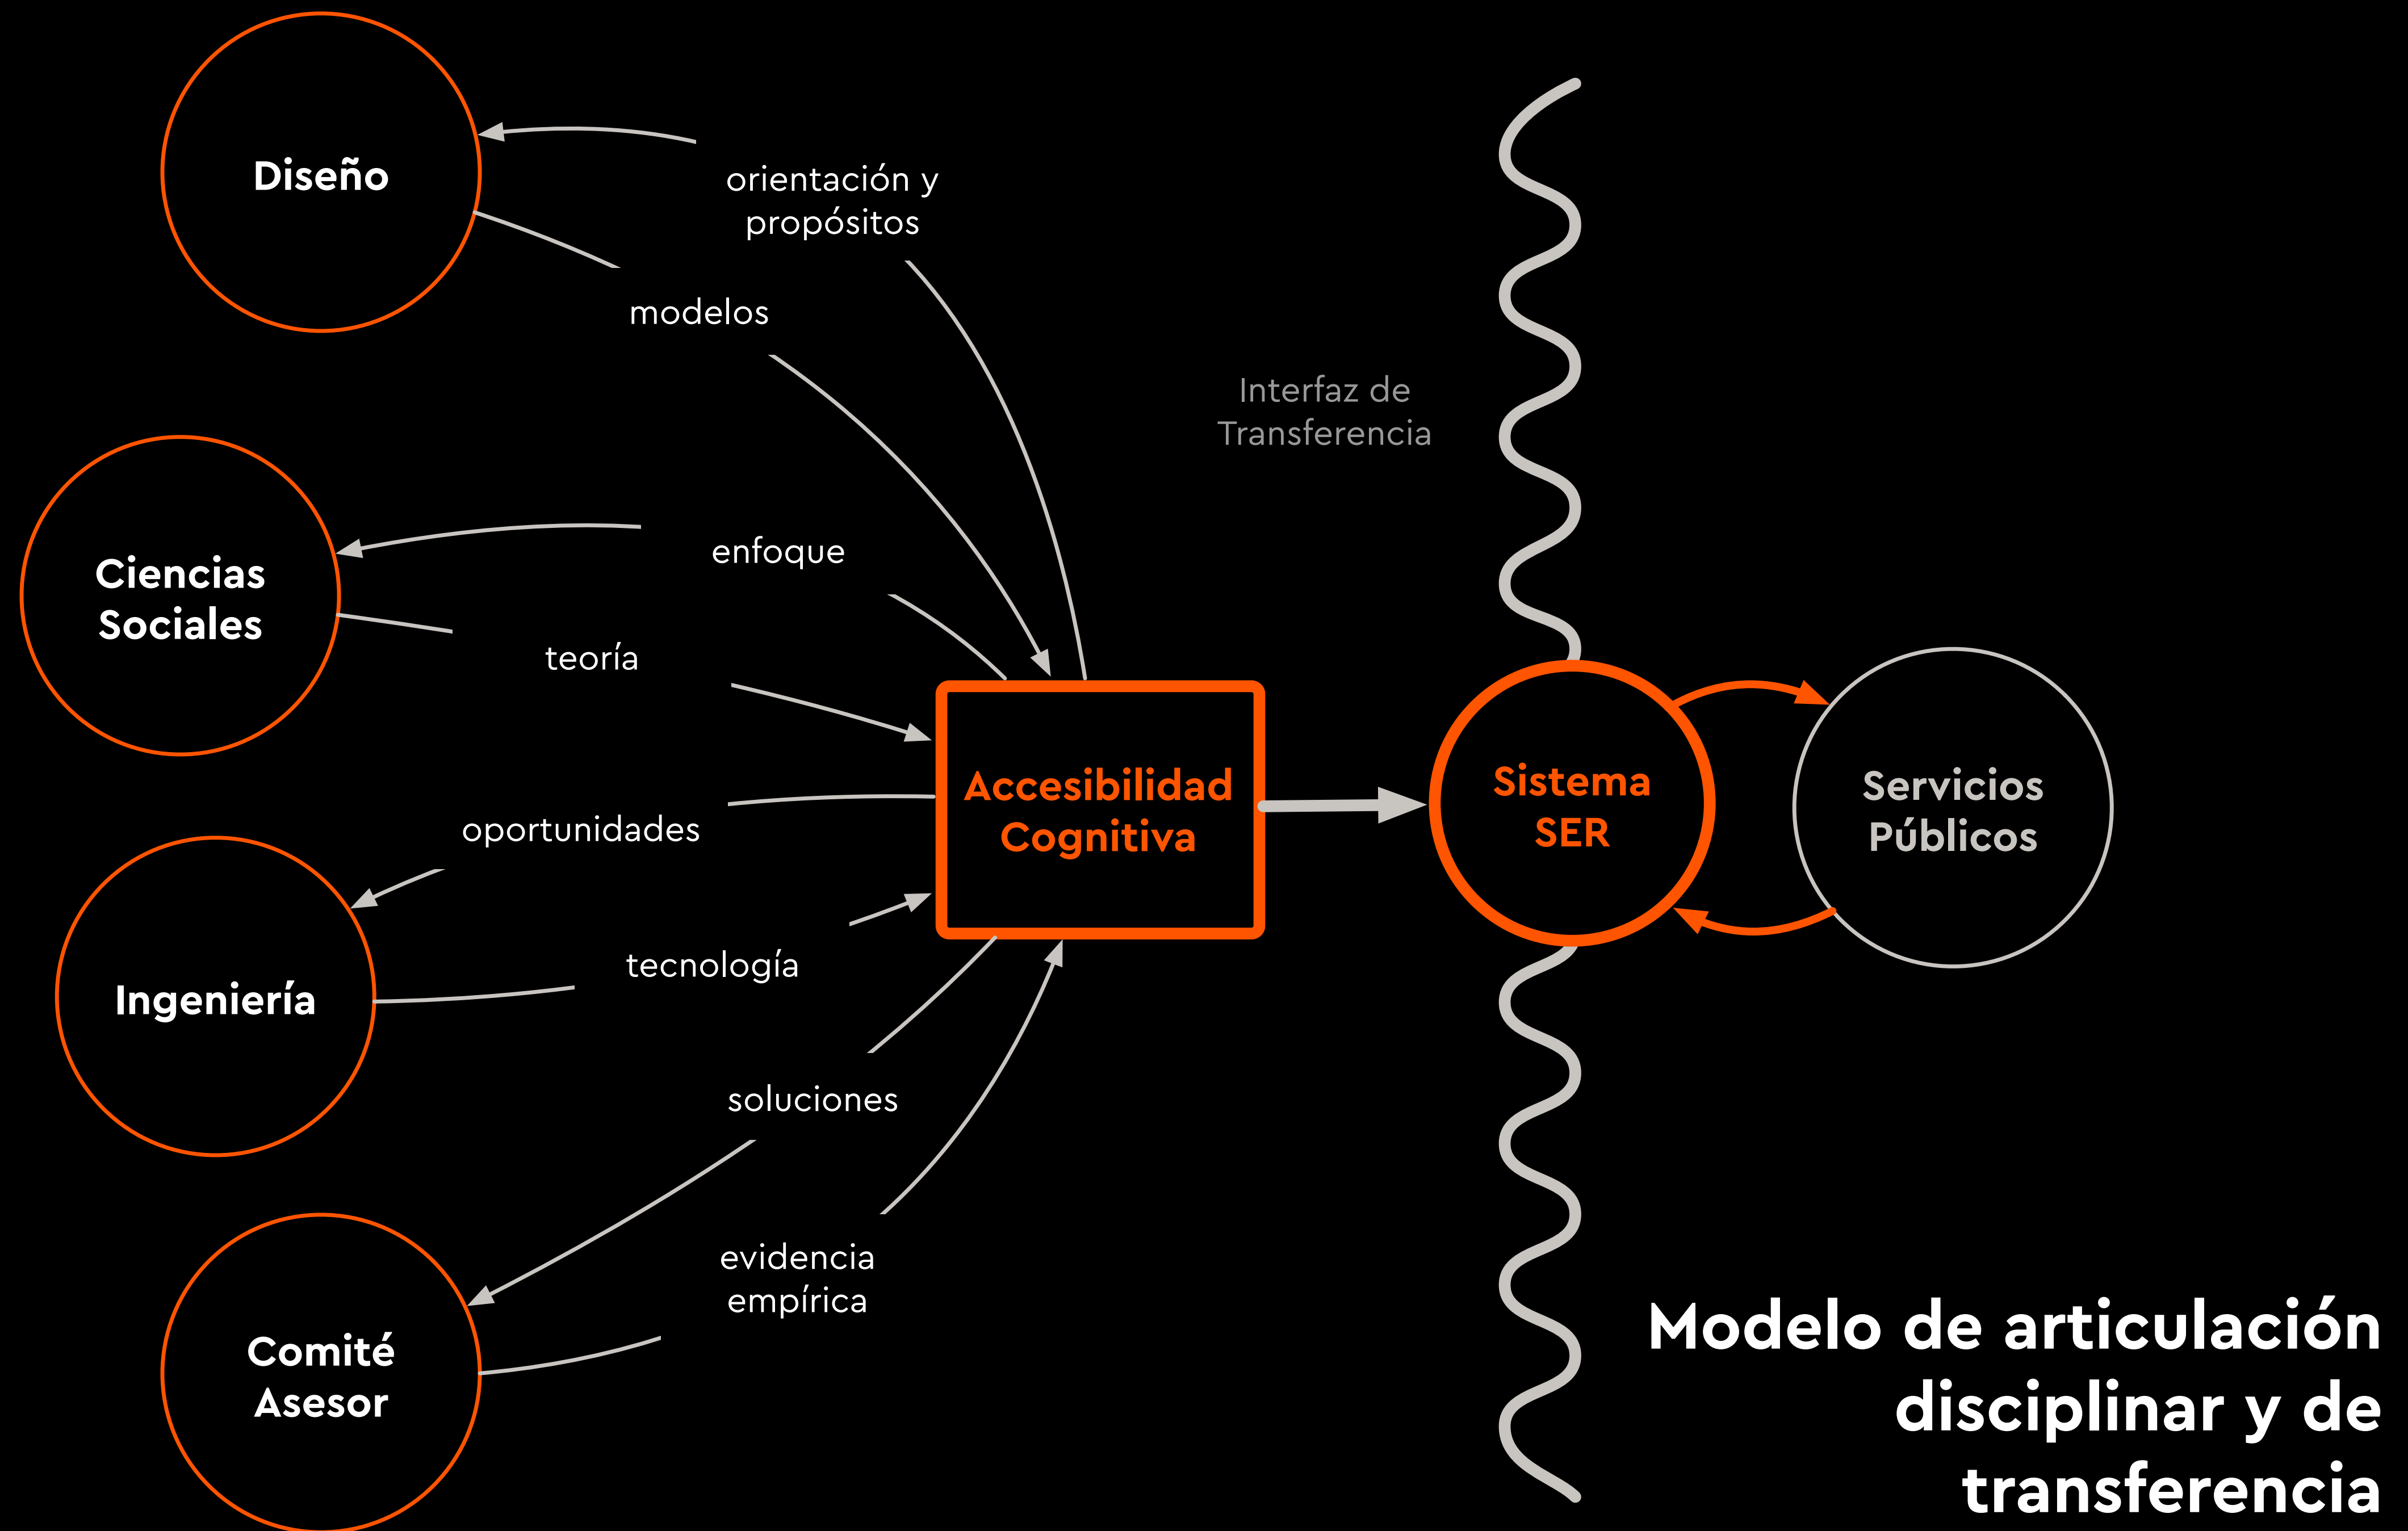 Diseño
orientación y
propósitos
modelos
Interfaz de
Transferencia
enfoque
Ciencias
Sociales
teoría
oportunidades
Accesibilidad
Cognitiva
Sistema
SER
Servicios
Públicos
tecnología
Ingeniería
soluciones
evidencia
empírica
Comité
Asesor
Modelo de articulación
disciplinar y de
transferencia